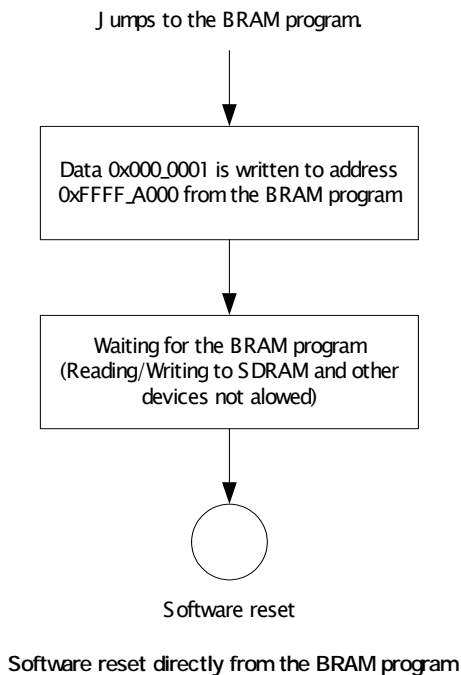 Jumps to the BRAM program.
Data 0x000_0001 is written to address
0xFFFF_A000 from the BRAM program
Waiting for the BRAM program
(Reading/Writing to SDRAM and other
devices not alowed)
Software reset
Software reset directly from the BRAM program